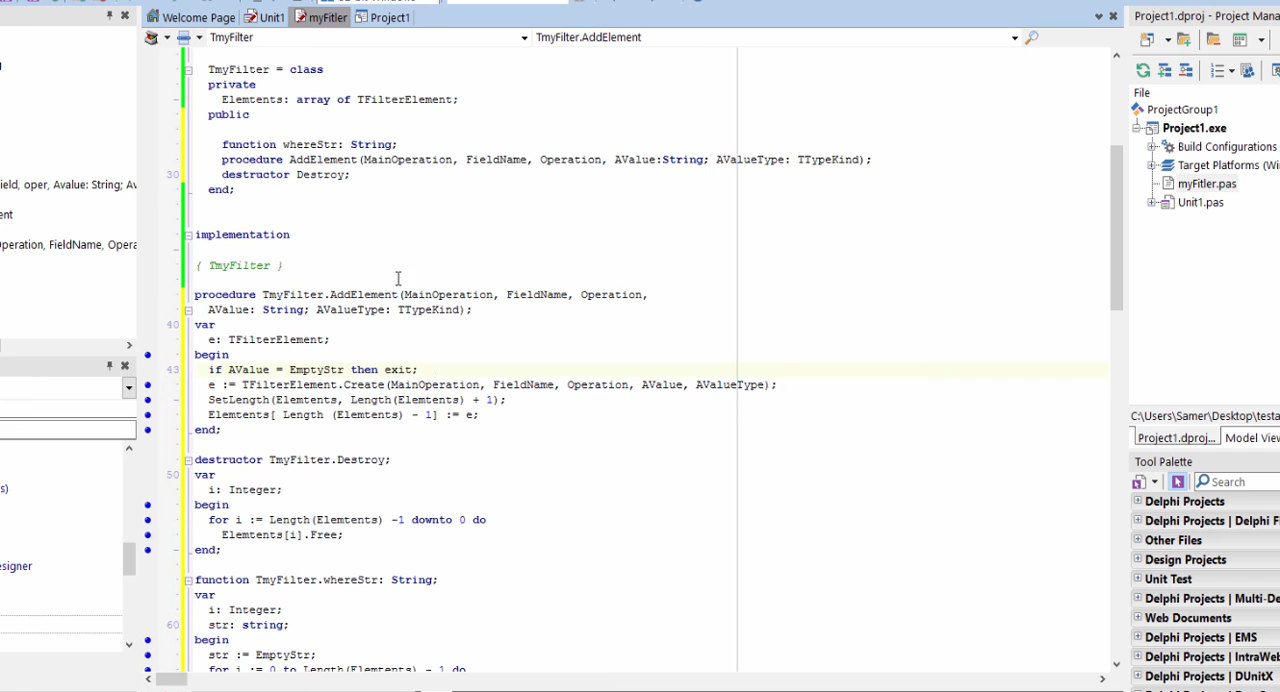 Welcome Page
Unit1
myFitler
Project1
TmyFilter
TmyFilter.AddElement
TmyFilter = class
private
Elemtents: array of TFilterElement;
public
function whereStr: String;
procedure AddElement(MainOperation, FieldName, Operation, AValue:String; AValueType: TTypeKind);
30 destructor Destroy;
end;
implementation
{ TmyFilter }
procedure TmyFilter.AddElement(MainOperation, FieldName, Operation,
AValue: String; AValueType: TTypeKind);
40 var
e: TFilterElement;
begin
43 if AValue = EmptyStr then exit;
e := TFilterElement.Create(MainOperation, FieldName, Operation, AValue, AValueType);
SetLength(Elemtents, Length(Elemtents) + 1);
Elemtents[ Length (Elemtents) - 1] := e;
end;
destructor TmyFilter.Destroy;
50 var
i: Integer;
begin
for i := Length(Elemtents) -1 downto 0 do
Elemtents[i].Free;
end;
function TmyFilter.whereStr: String;
var
i: Integer;
60 str: string;
begin
str := EmptyStr;
for i := 0 to Length(Elemtents) - 1 do
ield, oper, Avalue: String; Av
ent
Operation, FieldName, Opera
s)
esigner
Project1.dproj - Project Mana
File
ProjectGroup1
Project1.exe
Build Configurations
Target Platforms (Wi
myFitler.pas
Unit1.pas
C:\Users\Samer\Desktop\testa
Project1.dproj...
Model View
Tool Palette
Search
Delphi Projects
Delphi Projects | Delphi F
Other Files
Design Projects
Unit Test
Delphi Projects | Multi-De
Web Documents
Delphi Projects | EMS
Delphi Projects | IntraWeb
Delphi Projects | DUnitX